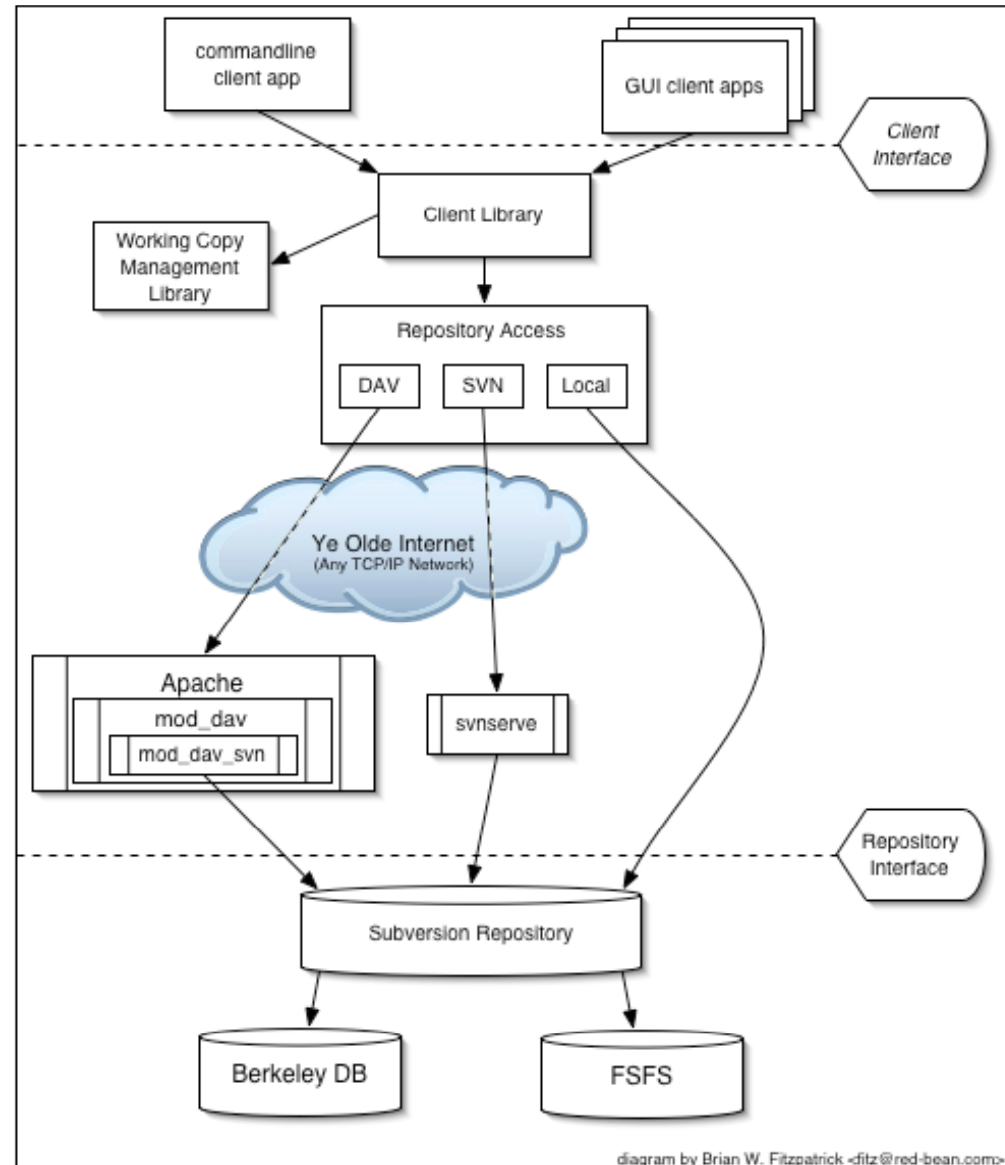 commandline
client app
GUI client apps
Client
Interface
Client Library
Working Copy
Management
Library
Repository Access
DAV
SVN
Local
Ye Olde Internet
(Any TCP/IP Network)
Apache
mod_dav
mod_dav_svn
svnserve
Repository
Interface
Subversion Repository
Berkeley DB
FSFS
diagram by Brian W. Fitzpatrick <fitz@red-bean.com>